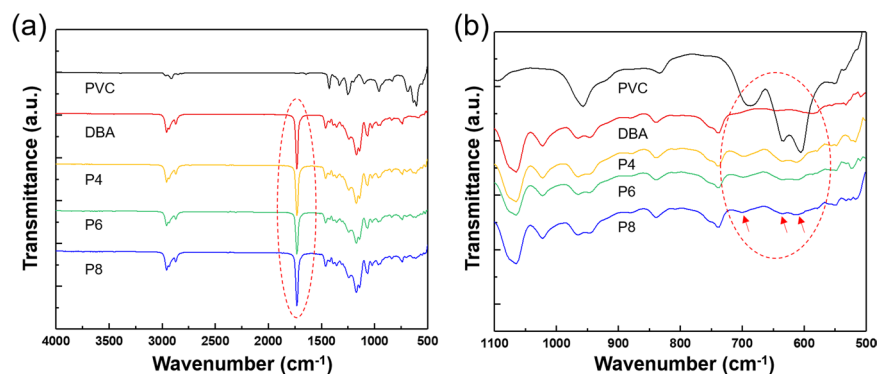 (a)
Transmittance (a.u.)
PVC
DBA
P4
P6
P8
4000 3500 3000 2500 2000 1500 1000 500
Wavenumber (cm⁻¹)
(b)
Transmittance (a.u.)
PVC
DBA
P4
P6
P8
1100 1000 900 800 700 600 500
Wavenumber (cm⁻¹)